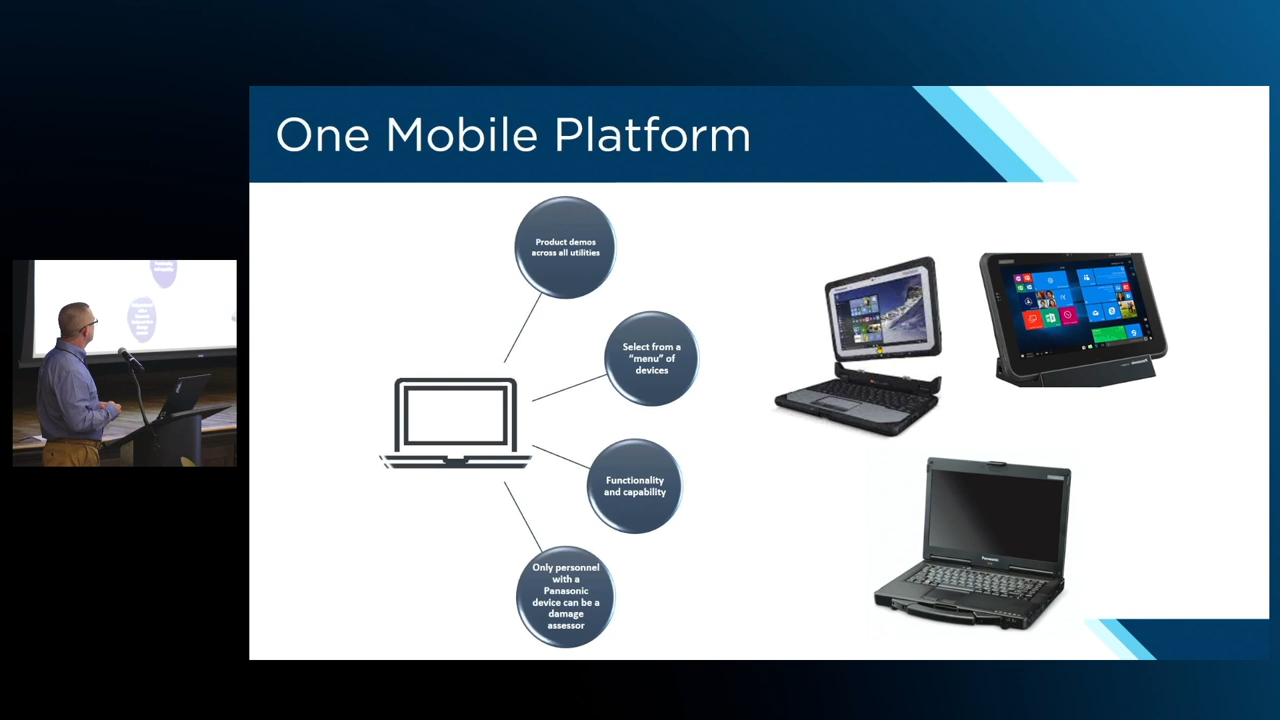 One Mobile Platform
Product demos
across all utilities
Select from a
“menu” of
devices
Functionality
and capability
Only personnel
with a
Panasonic
device can be a
damage
assessor
Panasonic